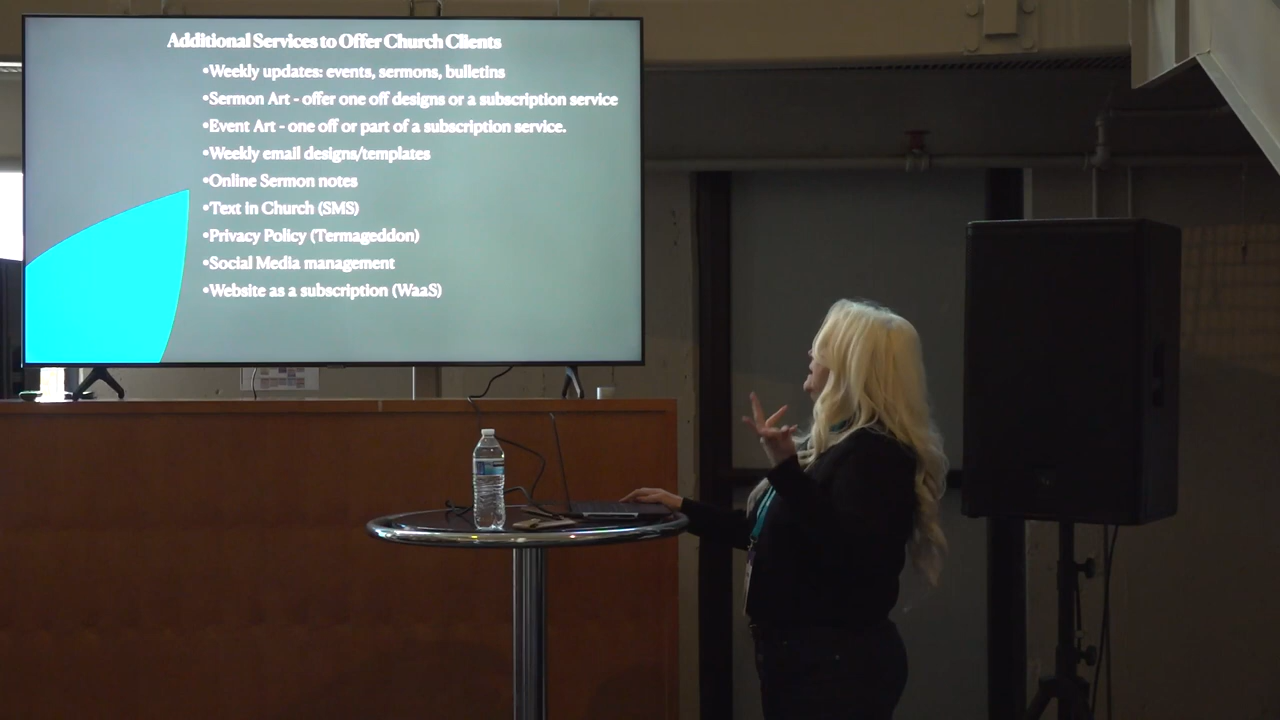 Additional Services to Offer Church Clients
•Weekly updates: events, sermons, bulletins
•Sermon Art - offer one off designs or a subscription service
•Event Art - one off or part of a subscription service.
•Weekly email designs/templates
•Online Sermon notes
•Text in Church (SMS)
•Privacy Policy (Termageddon)
•Social Media management
•Website as a subscription (WaaS)